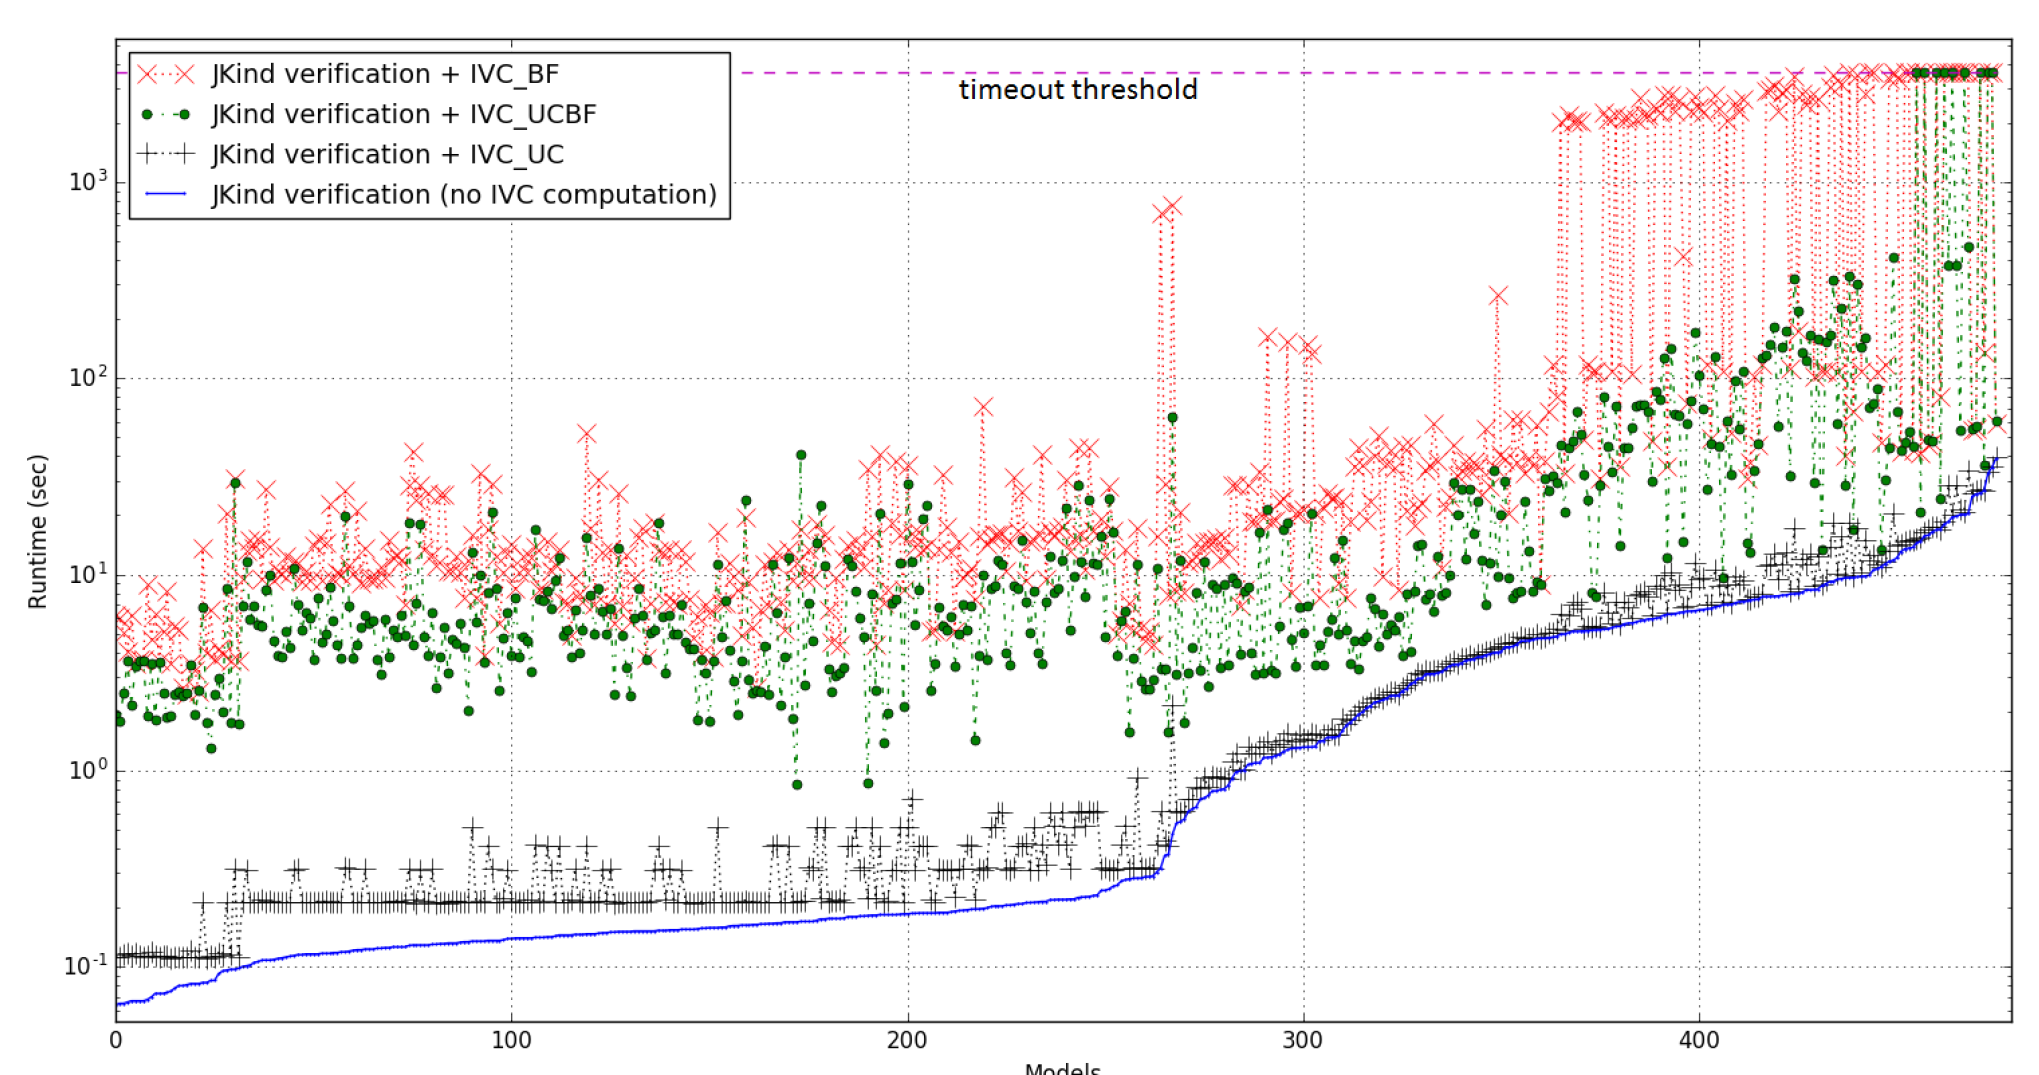 JKind verification + IVC_BF
JKind verification + IVC_UCBF
JKind verification + IVC_UC
JKind verification (no IVC computation)
timeout threshold
Runtime (sec)
10^3
10^2
10^1
10^0
10^-1
0 100 200 300 400
Models